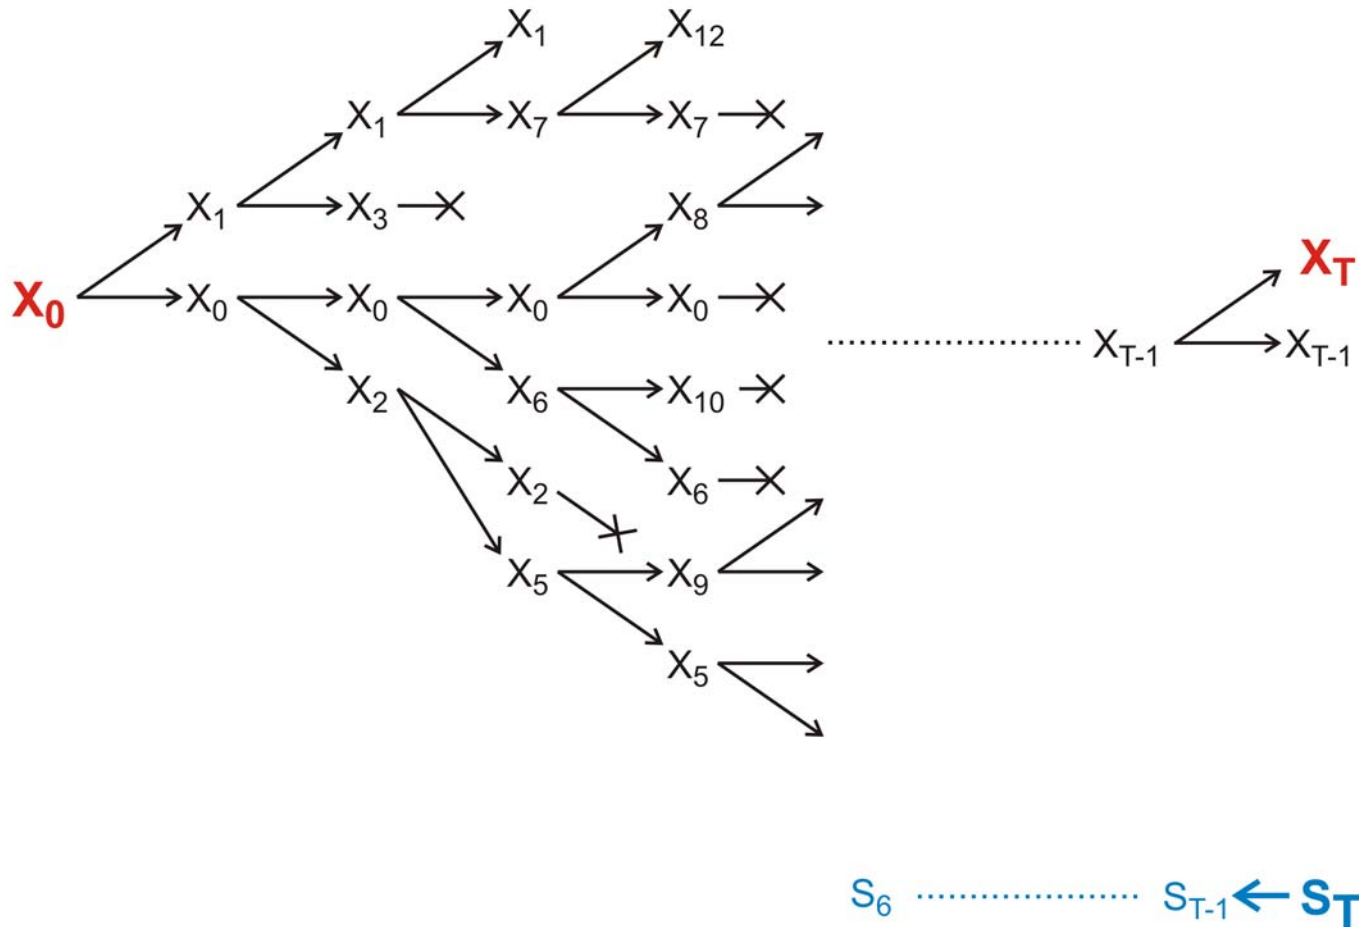 X1 X12
X1 X7 X7
X1 X3 X8
XT
X0 X0 X0 X0 X0
XT-1 XT-1
X2 X6 X10
X2 X6
X5 X9
X5
S6 ST-1 ST